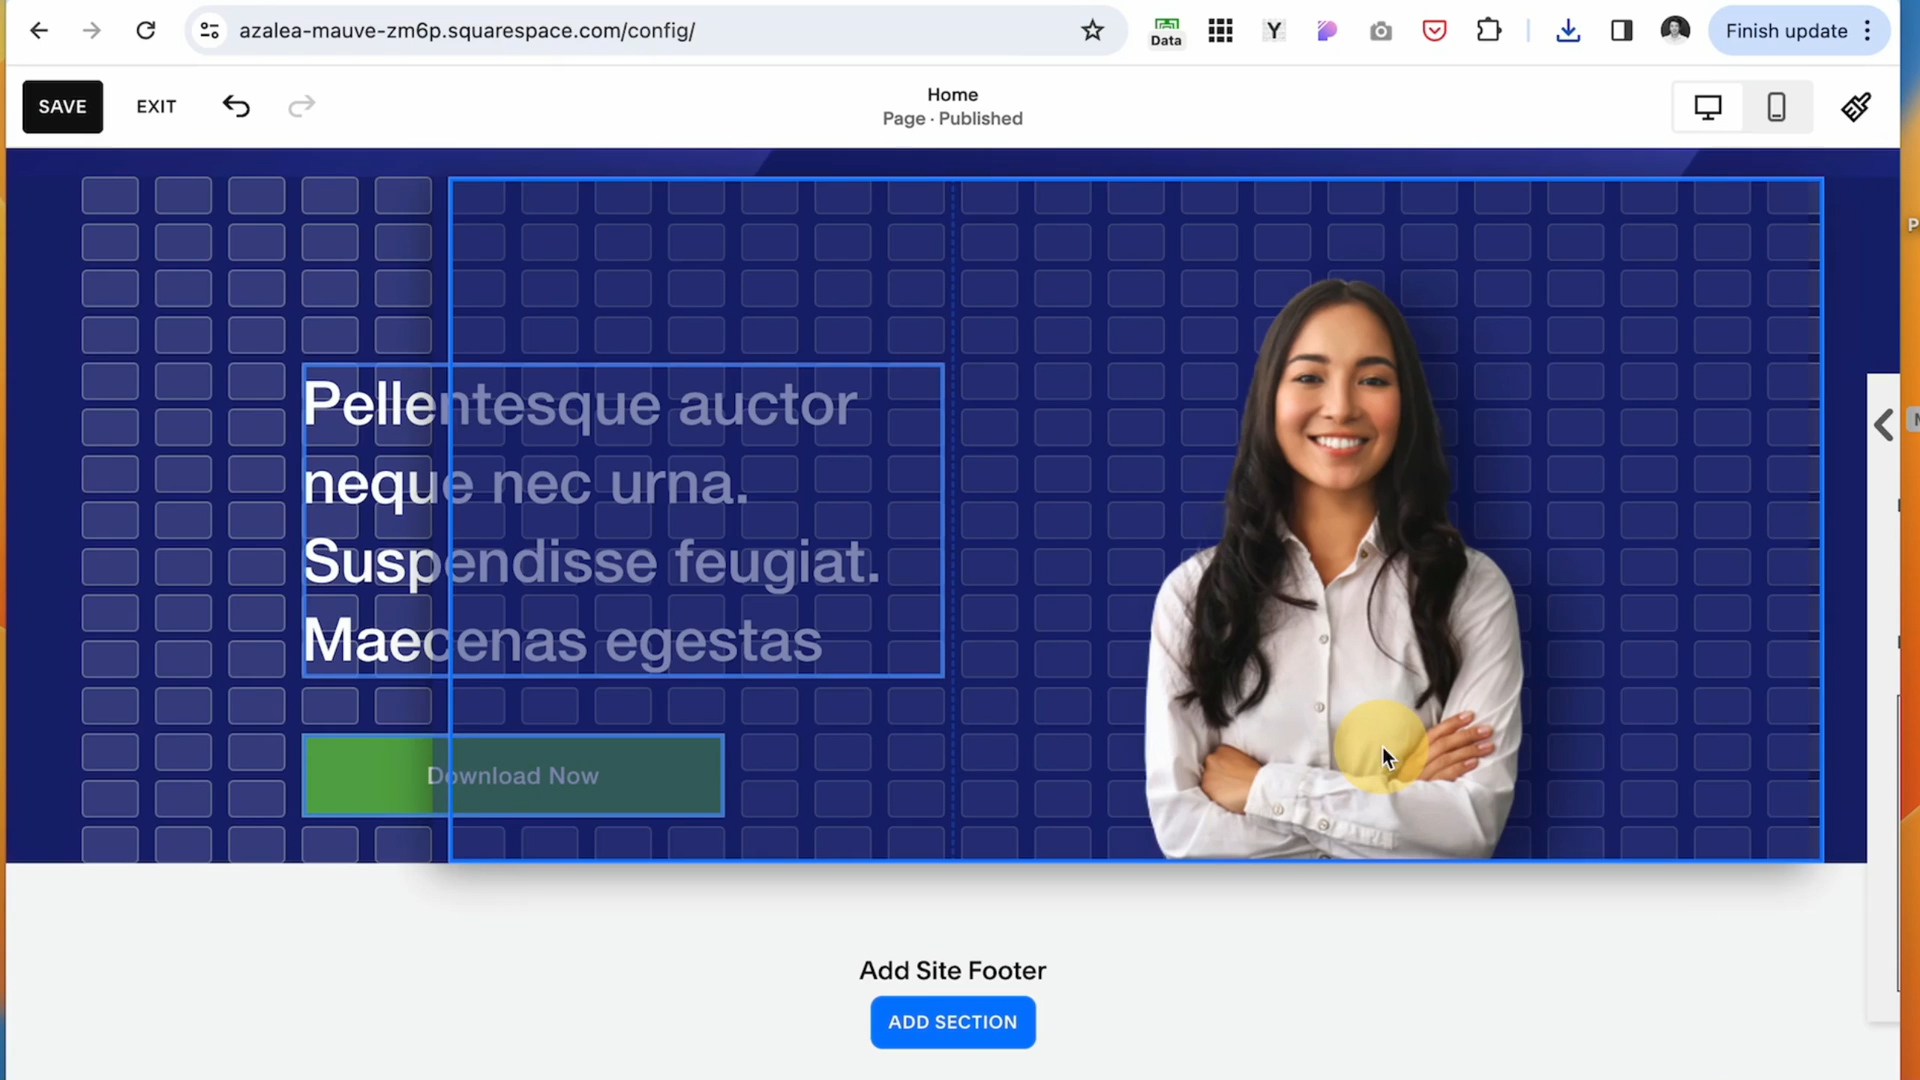 azalea-mauve-zm6p.squarespace.com/config/
Data
Y
Finish update
SAVE
EXIT
Home
Page · Published
Pellentesque auctor
neque nec urna.
Suspendisse feugiat.
Maecenas egestas
Download Now
Add Site Footer
ADD SECTION